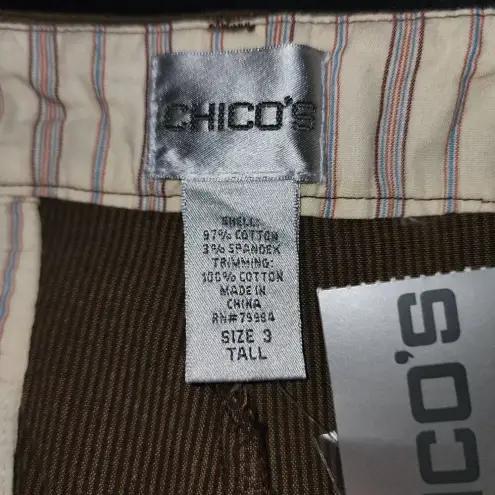 CHICO'S
SHELL:
97% COTTON
3% SPANDEX
TRIMMING:
100% COTTON
MADE IN
CHINA
RN#79984
SIZE 3
TALL
CO'S